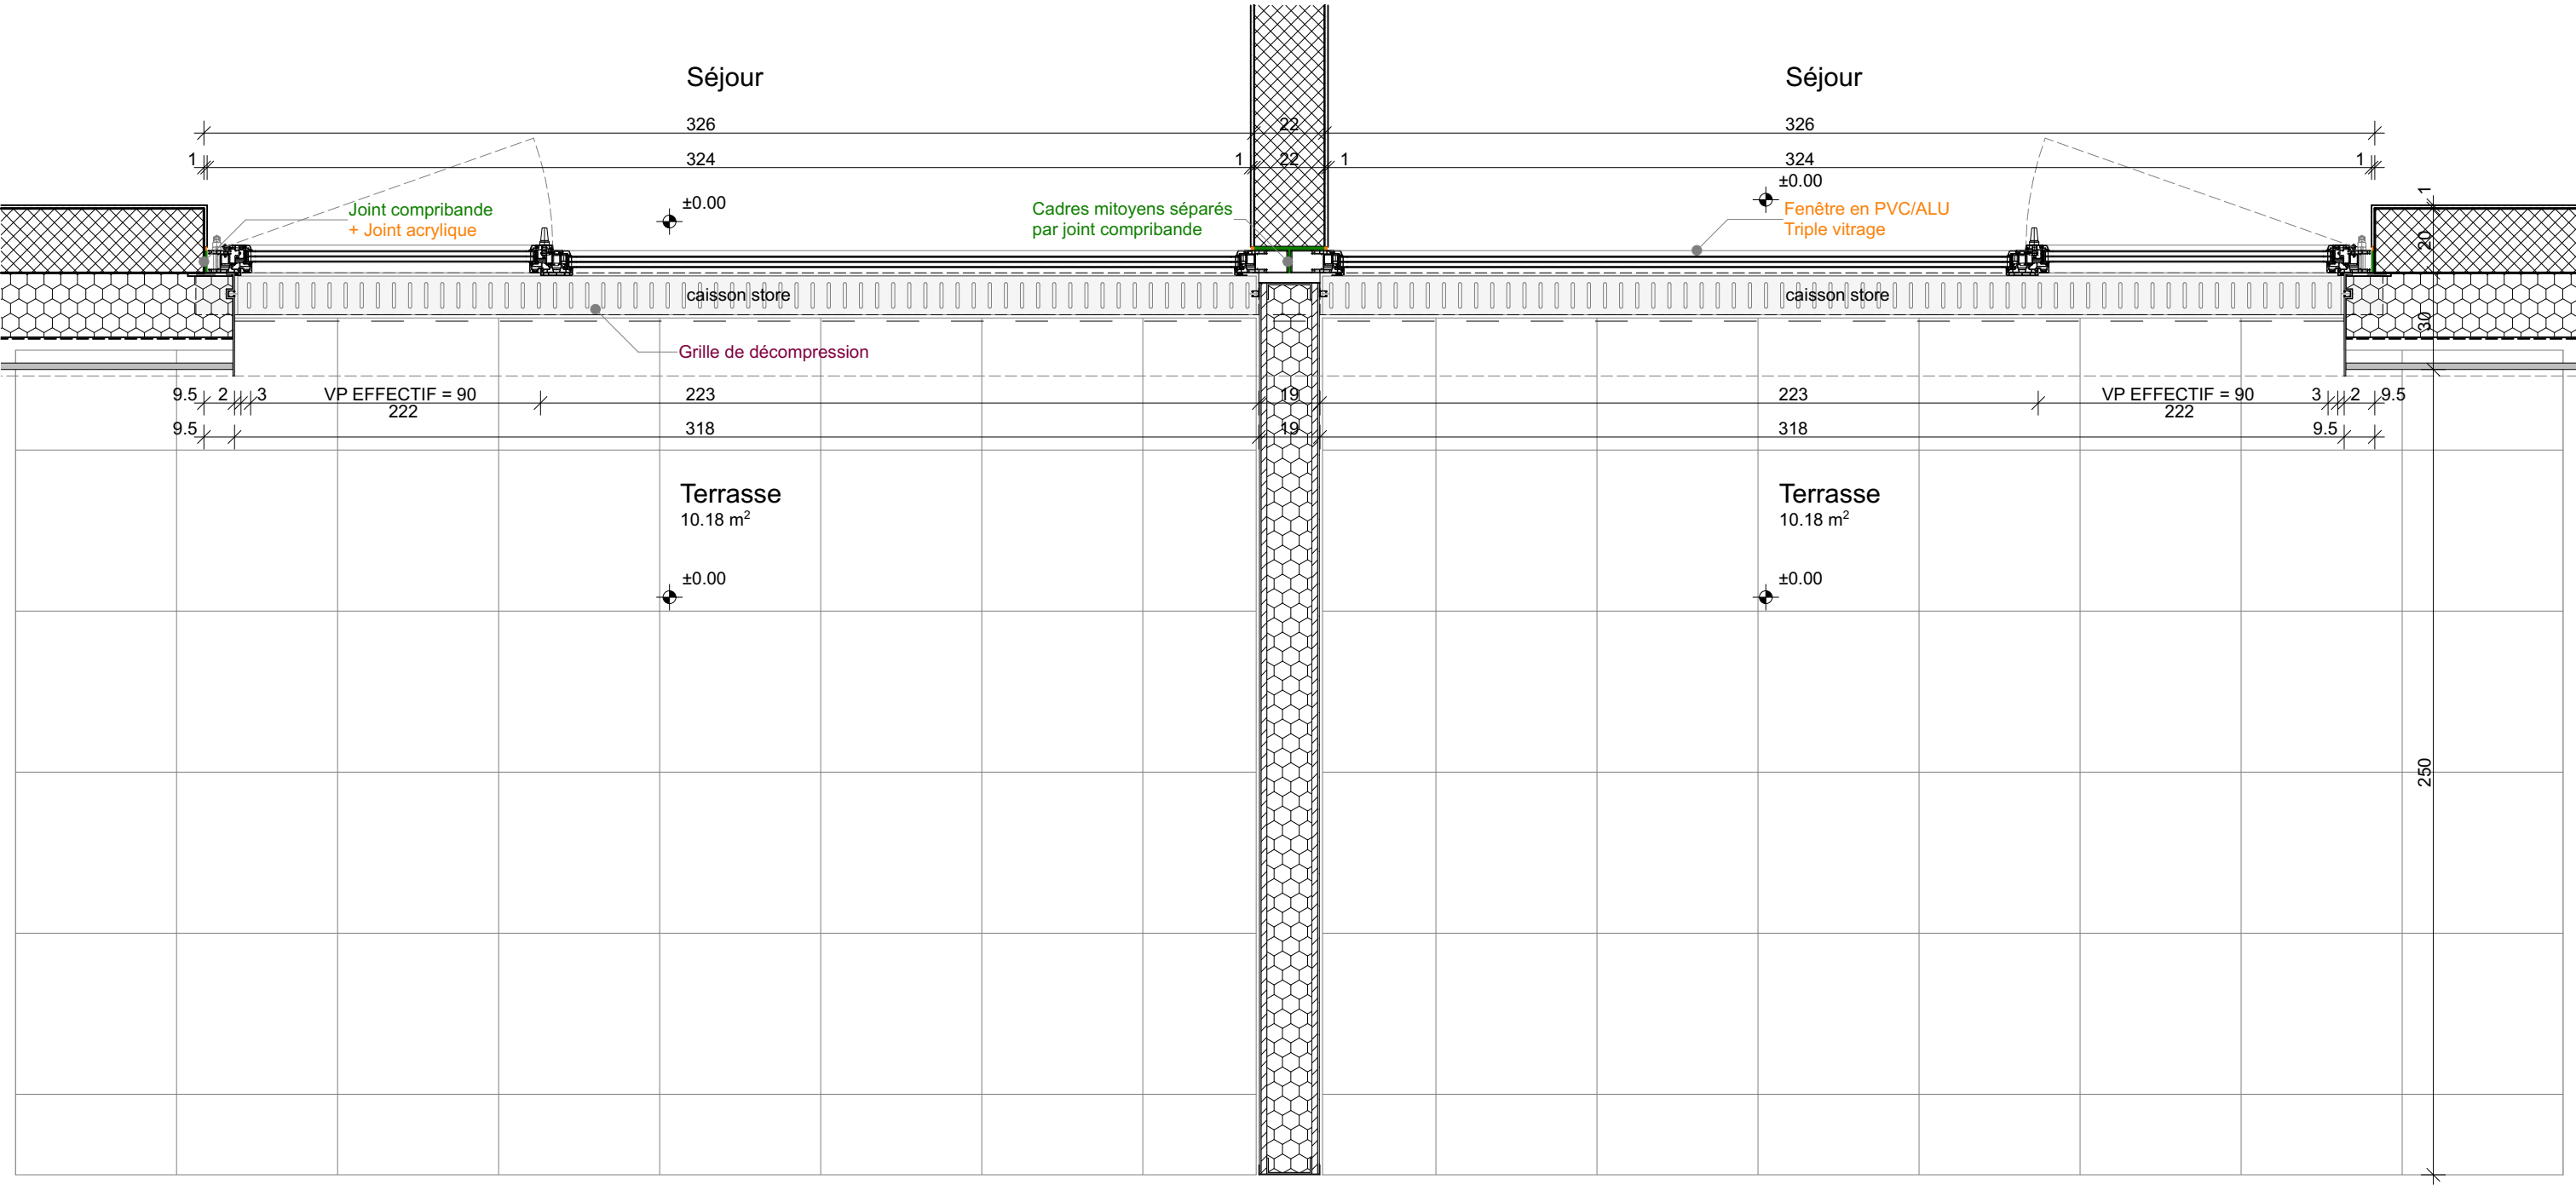 Séjour
Séjour
326
22
326
1
324
1
22
1
324
1
±0.00
±0.00
1
Joint compribande
+ Joint acrylique
Cadres mitoyens séparés
par joint compribande
Fenêtre en PVC/ALU
Triple vitrage
20
caisson store
caisson store
30
Grille de décompression
9.5
2
3
VP EFFECTIF = 90
222
223
19
223
VP EFFECTIF = 90
222
3
2
9.5
9.5
318
19
318
9.5
Terrasse
10.18 m²
Terrasse
10.18 m²
±0.00
±0.00
250